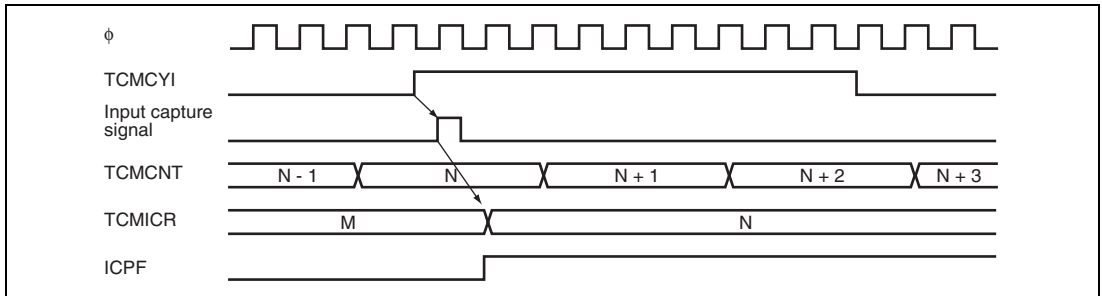 ϕ
TCMCYI
Input capture
signal
TCMCNT N - 1 N N + 1 N + 2 N + 3
TCMICR M N
ICPF